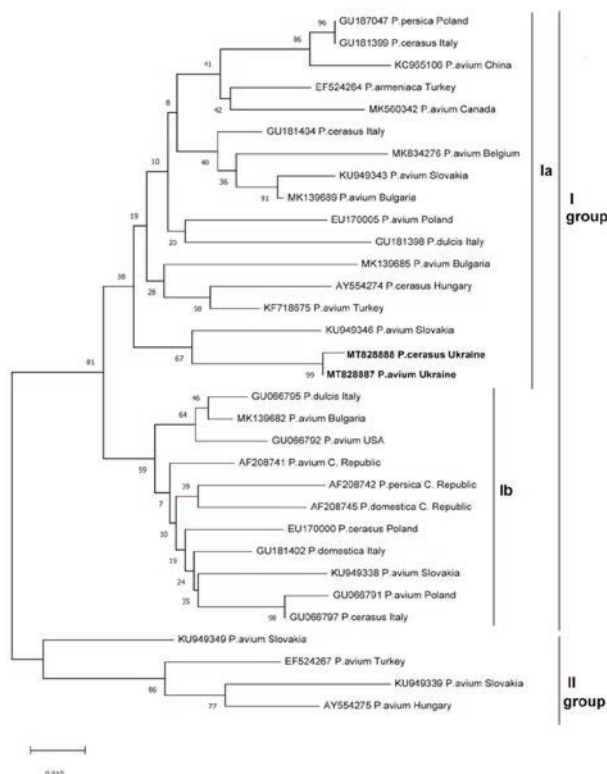 96
GU187047 P.persica Poland
86
GU181399 P.cerasus Italy
41
KC965106 P.avium China
EF524264 P.armeniaca Turkey
8
42
MK560342 P.avium Canada
GU181404 P.cerasus Italy
MK834276 P.avium Belgium
Ia
10
36
KU949343 P.avium Slovakia
91
MK139689 P.avium Bulgaria
I
group
EU170005 P.avium Poland
19
20
GU181398 P.dulcis Italy
MK139685 P.avium Bulgaria
38
28
AY554274 P.cerasus Hungary
98
KF718675 P.avium Turkey
KU949346 P.avium Slovakia
81
67
MT828888 P.cerasus Ukraine
99
MT828887 P.avium Ukraine
46
GU066795 P.dulcis Italy
64
MK139682 P.avium Bulgaria
GU066792 P.avium USA
59
AF208741 P.avium C. Republic
Ib
39
AF208742 P.persica C. Republic
7
AF208745 P.domestica C. Republic
30
EU170000 P.cerasus Poland
19
GU181402 P.domestica Italy
24
KU949338 P.avium Slovakia
35
GU066791 P.avium Poland
98
GU066797 P.cerasus Italy
KU949349 P.avium Slovakia
EF524267 P.avium Turkey
86
KU949339 P.avium Slovakia
II
group
77
AY554275 P.avium Hungary